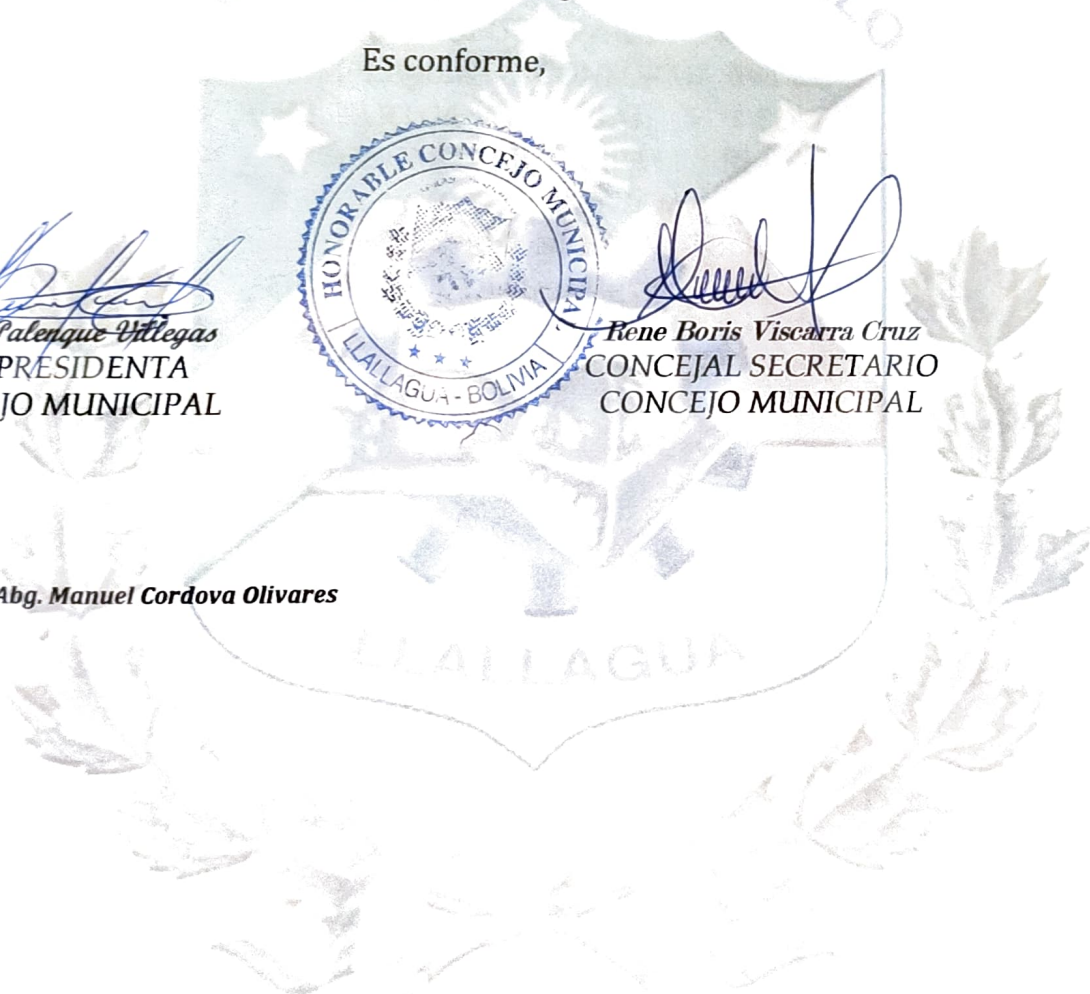 Es conforme,
HONORABLE CONCEJO MUNICIPAL
LLALLAGUA - BOLIVIA
Palenque Villegas
PRESIDENTA
JO MUNICIPAL
Rene Boris Viscarra Cruz
CONCEJAL SECRETARIO
CONCEJO MUNICIPAL
Abg. Manuel Cordova Olivares
LLALLAGUA